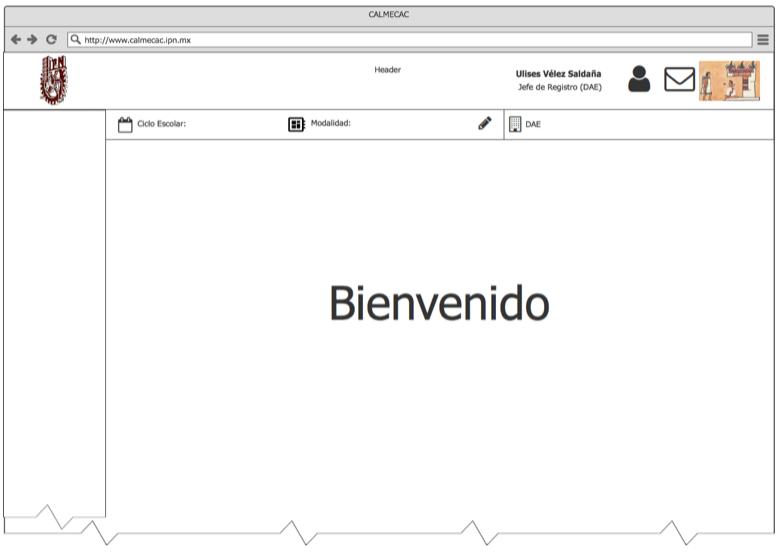 CALMECAC
http://www.calmecac.ipn.mx
IPN
Header
Ulises Vélez Saldaña
Jefe de Registro (DAE)
Ciclo Escolar:
Modalidad:
DAE
Bienvenido